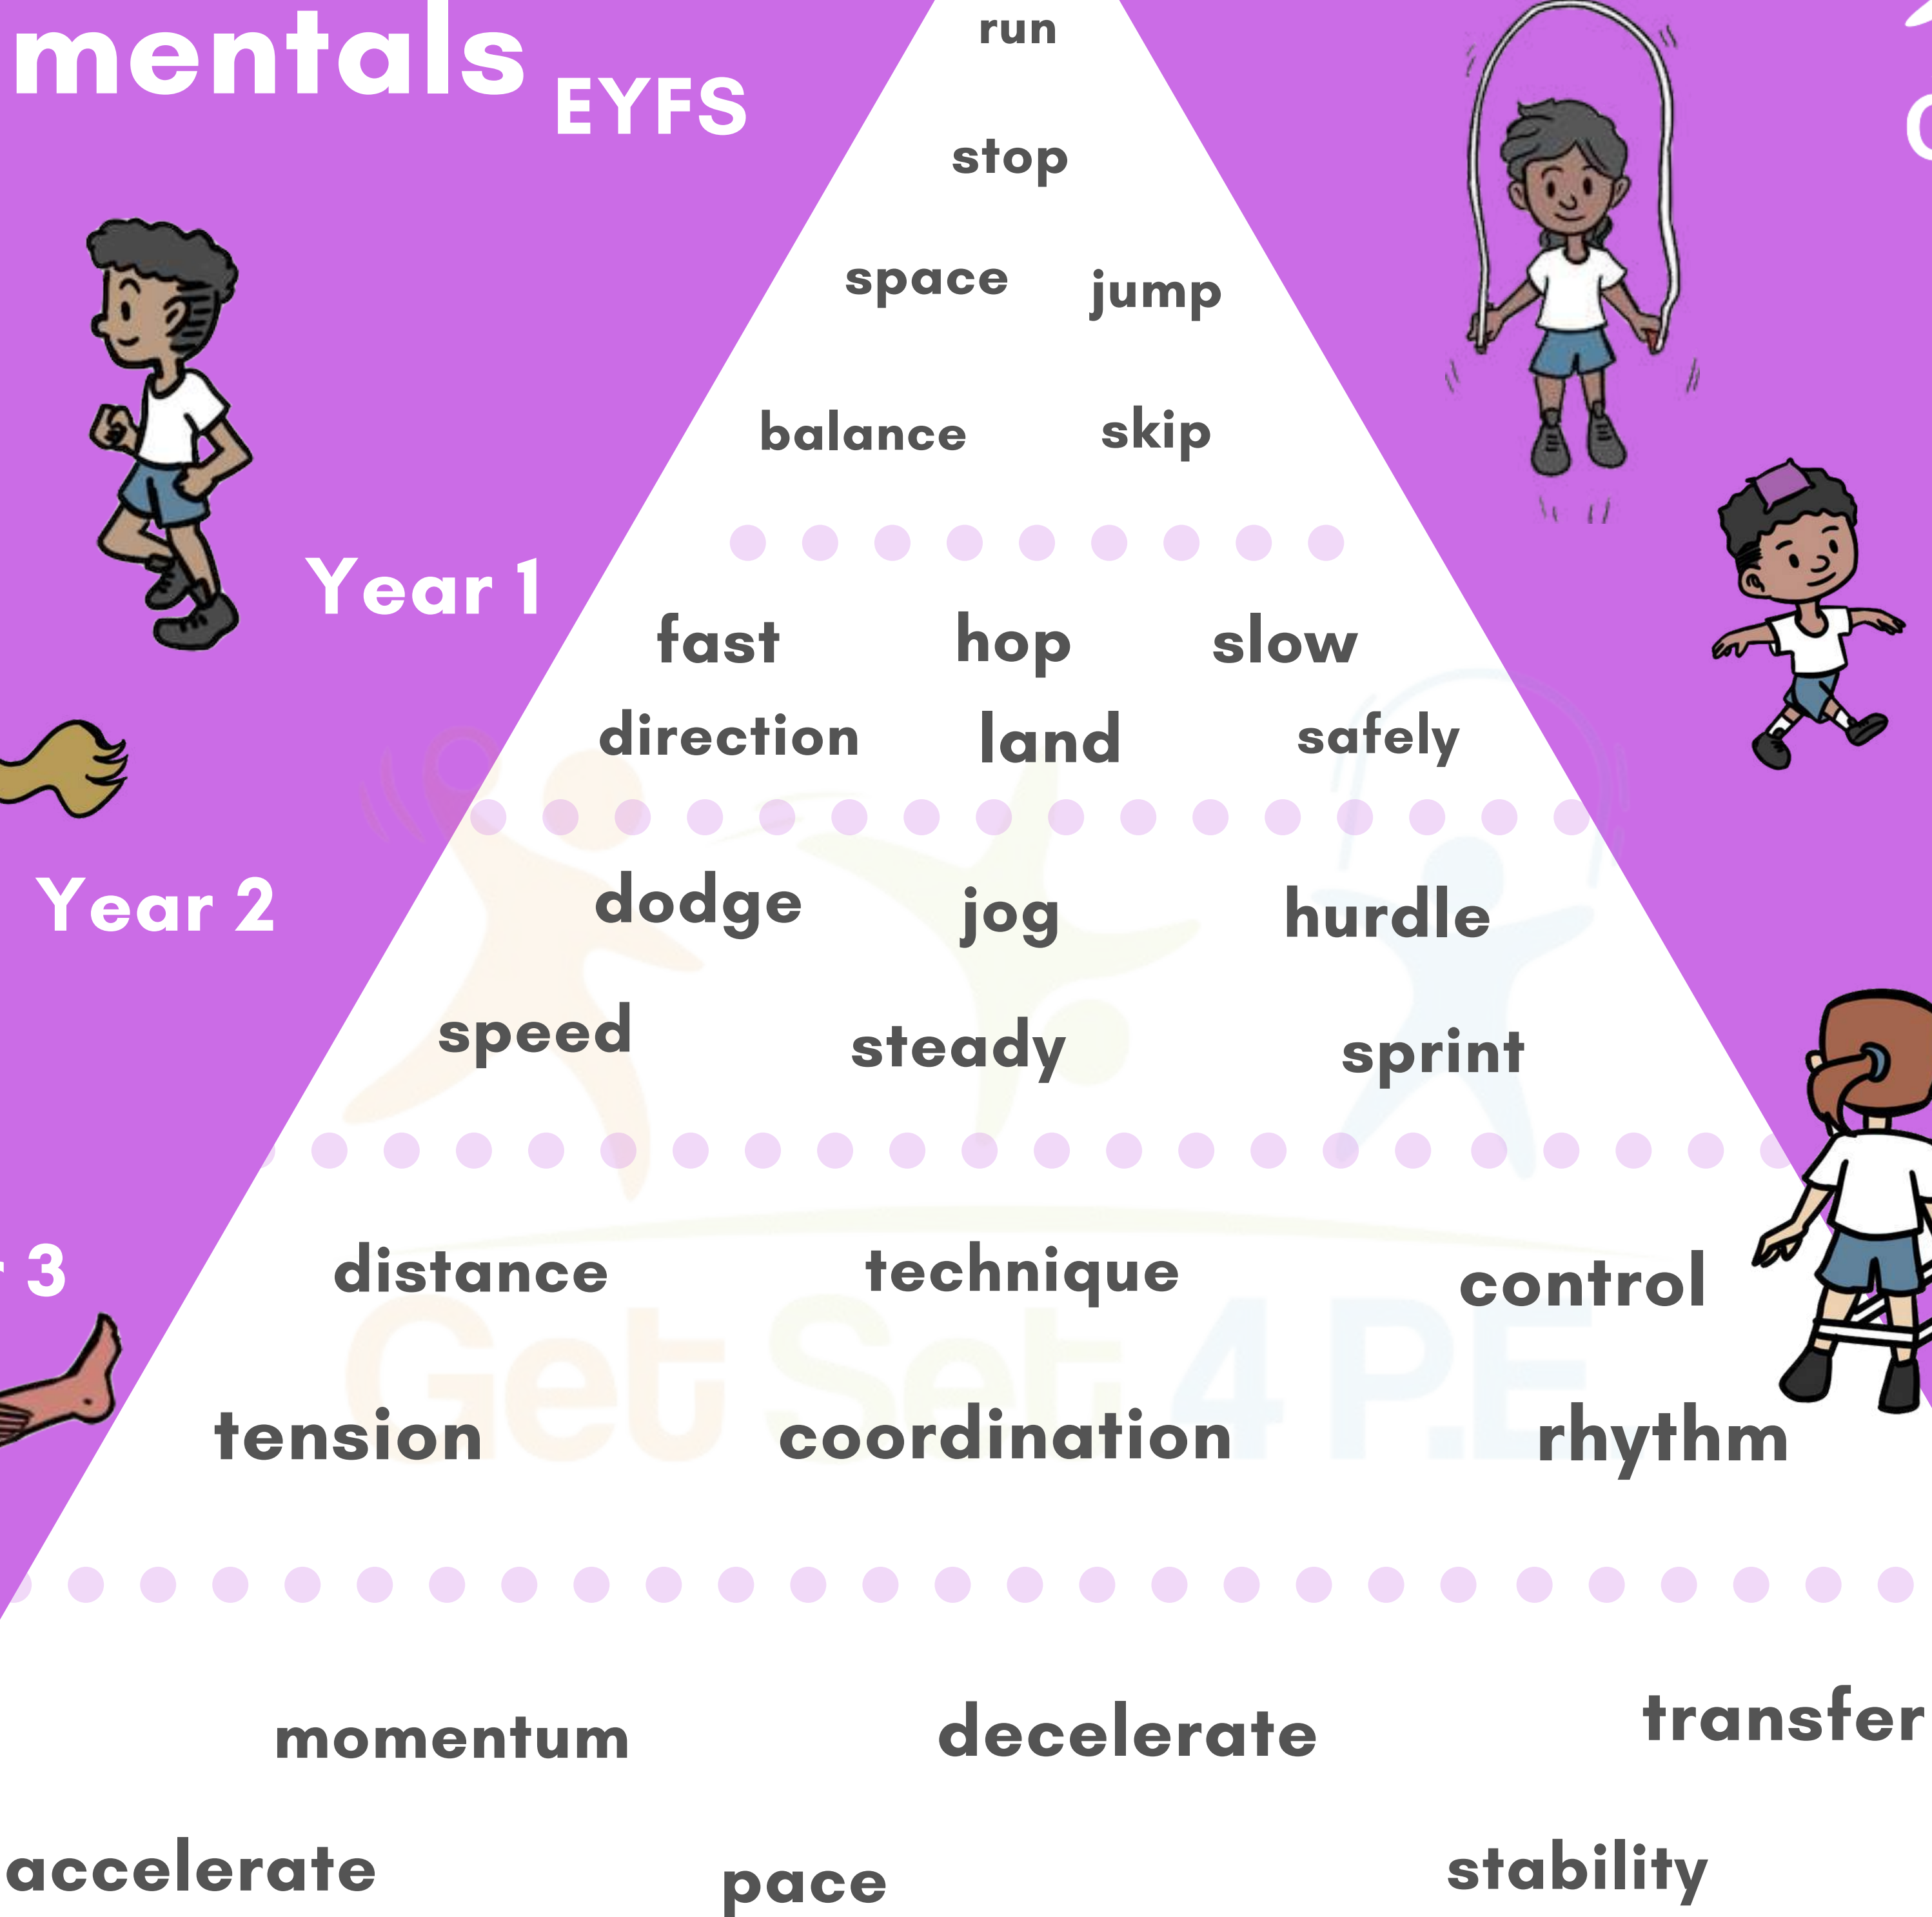 mentals
EYFS
run
stop
space jump
balance skip
Year 1
fast hop slow
direction land safely
Year 2
dodge jog hurdle
speed steady sprint
3
distance technique control
Get Set 4 P.E
tension coordination rhythm
momentum decelerate transfer
accelerate pace stability